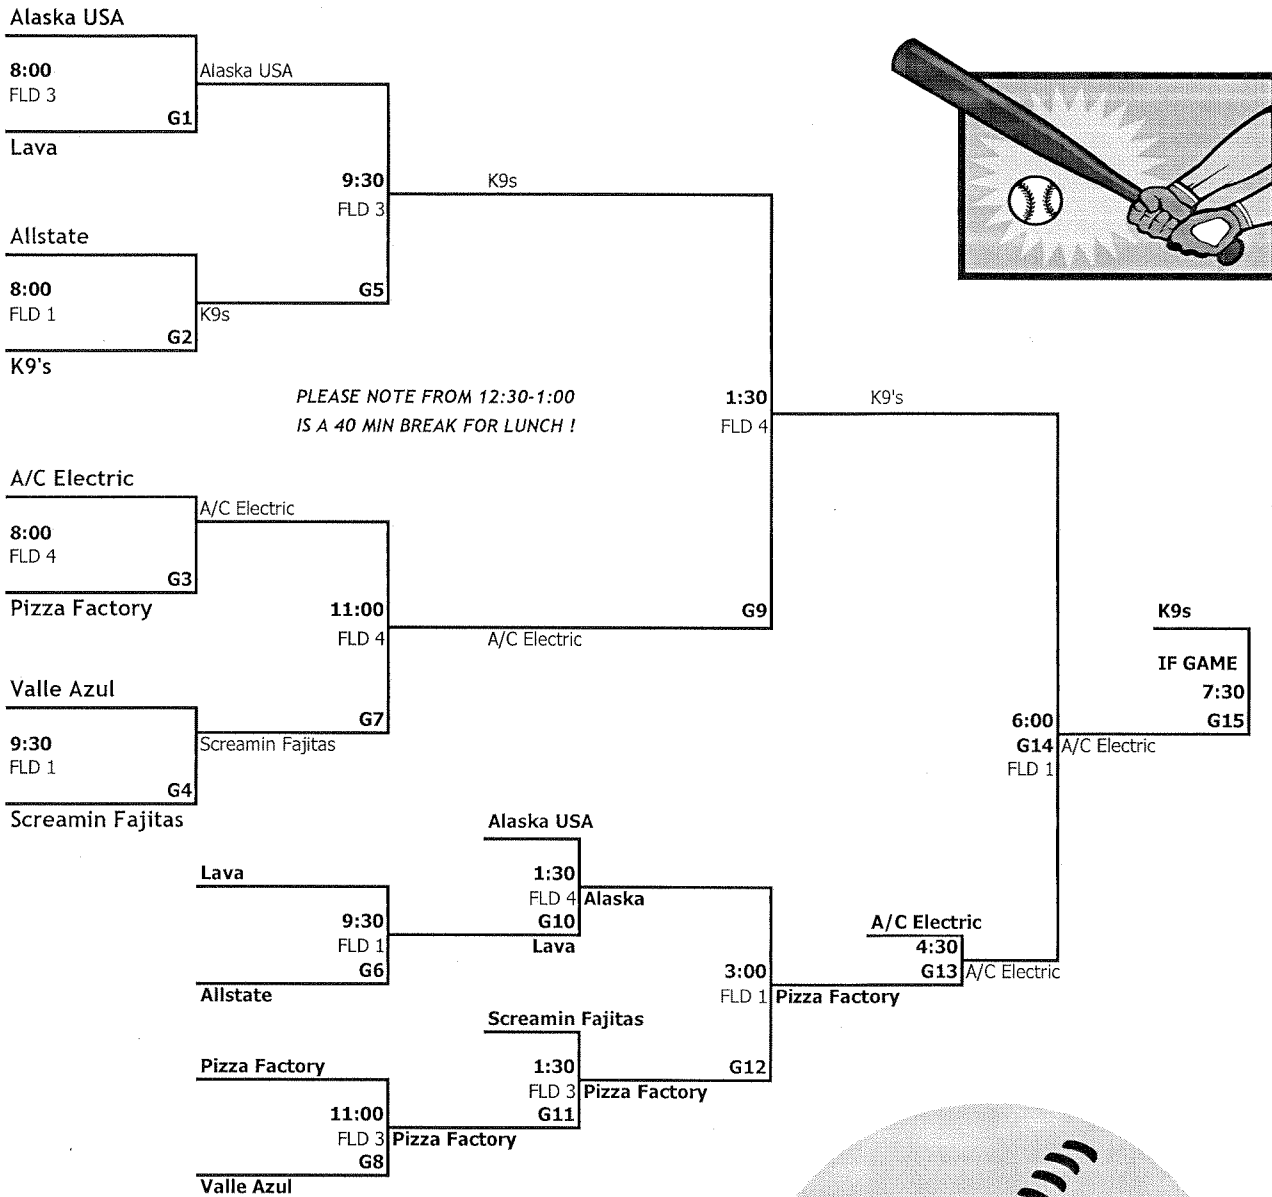 Alaska USA
8:00
FLD 3
G1
Lava
Alaska USA
9:30
FLD 3
G5
K9s
Allstate
8:00
FLD 1
G2
K9's
K9s
PLEASE NOTE FROM 12:30-1:00
IS A 40 MIN BREAK FOR LUNCH !
1:30
FLD 4
G9
K9's
A/C Electric
8:00
FLD 4
G3
Pizza Factory
A/C Electric
11:00
FLD 4
G7
A/C Electric
Valle Azul
9:30
FLD 1
G4
Screamin Fajitas
Screamin Fajitas
K9s
IF GAME
7:30
G15
6:00
G14
FLD 1
A/C Electric
Lava
9:30
FLD 1
G6
Allstate
Alaska USA
1:30
FLD 4
G10
Lava
Alaska
A/C Electric
4:30
G13
A/C Electric
3:00
FLD 1
G12
Pizza Factory
Screamin Fajitas
1:30
FLD 3
G11
Pizza Factory
Pizza Factory
11:00
FLD 3
G8
Valle Azul
Pizza Factory